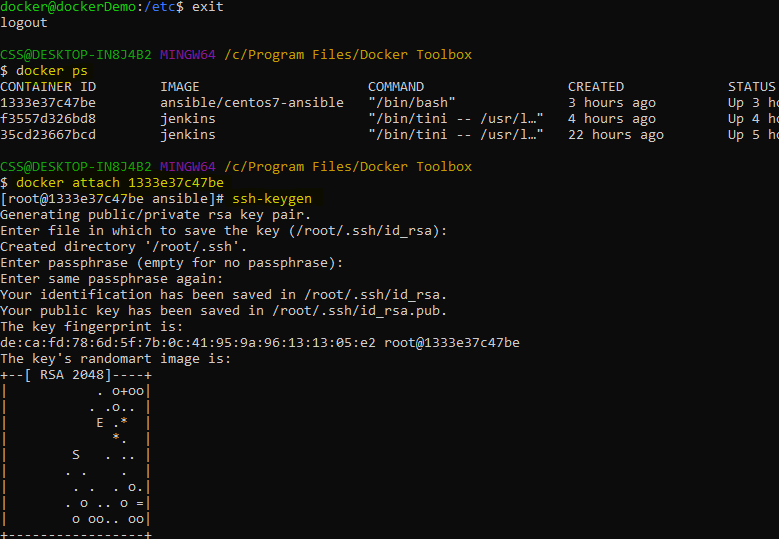 docker@dockerDemo:/etc$ exit
logout
CSS@DESKTOP-IN8J4B2 MINGW64 /c/Program Files/Docker Toolbox
$ docker ps
CONTAINER ID        IMAGE                     COMMAND                  CREATED             STATUS
1333e37c47be        ansible/centos7-ansible   "/bin/bash"              3 hours ago         Up 3 ho
f3557d326bd8        jenkins                   "/bin/tini -- /usr/l…"   4 hours ago         Up 4 ho
35cd23667bcd        jenkins                   "/bin/tini -- /usr/l…"   22 hours ago        Up 5 ho
CSS@DESKTOP-IN8J4B2 MINGW64 /c/Program Files/Docker Toolbox
$ docker attach 1333e37c47be
[root@1333e37c47be ansible]# ssh-keygen
Generating public/private rsa key pair.
Enter file in which to save the key (/root/.ssh/id_rsa):
Created directory '/root/.ssh'.
Enter passphrase (empty for no passphrase):
Enter same passphrase again:
Your identification has been saved in /root/.ssh/id_rsa.
Your public key has been saved in /root/.ssh/id_rsa.pub.
The key fingerprint is:
de:ca:fd:78:6d:5f:7b:0c:41:95:9a:96:13:13:05:e2 root@1333e37c47be
The key's randomart image is:
+--[ RSA 2048]----+
|           . o+oo|
|          . .o.. |
|           E .*  |
|             *.  |
|        S   . .. |
|       . .    .  |
|        . .  . o.|
|       . o .. o =|
|        o oo.. oo|
+-----------------+